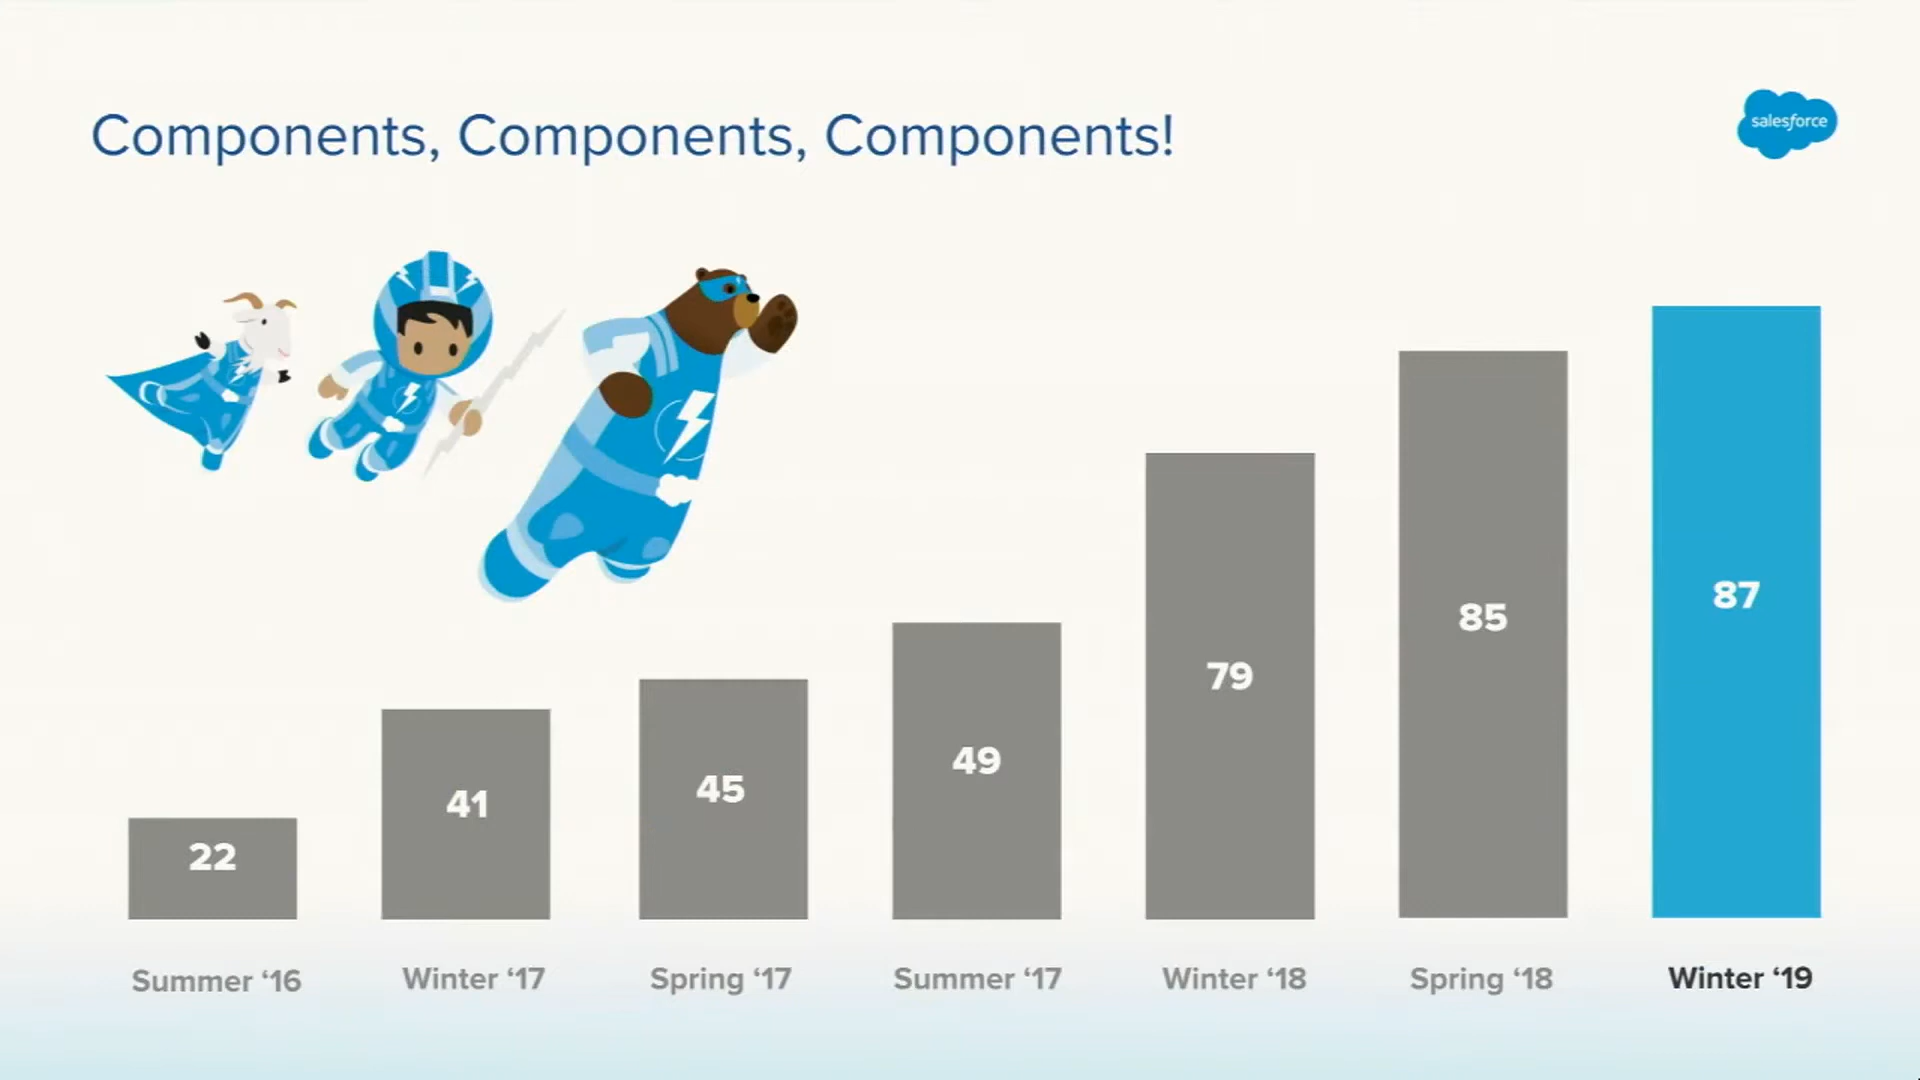 Components, Components, Components!
salesforce
22
41
45
49
79
85
87
Summer ‘16
Winter ‘17
Spring ‘17
Summer ‘17
Winter ‘18
Spring ‘18
Winter ‘19